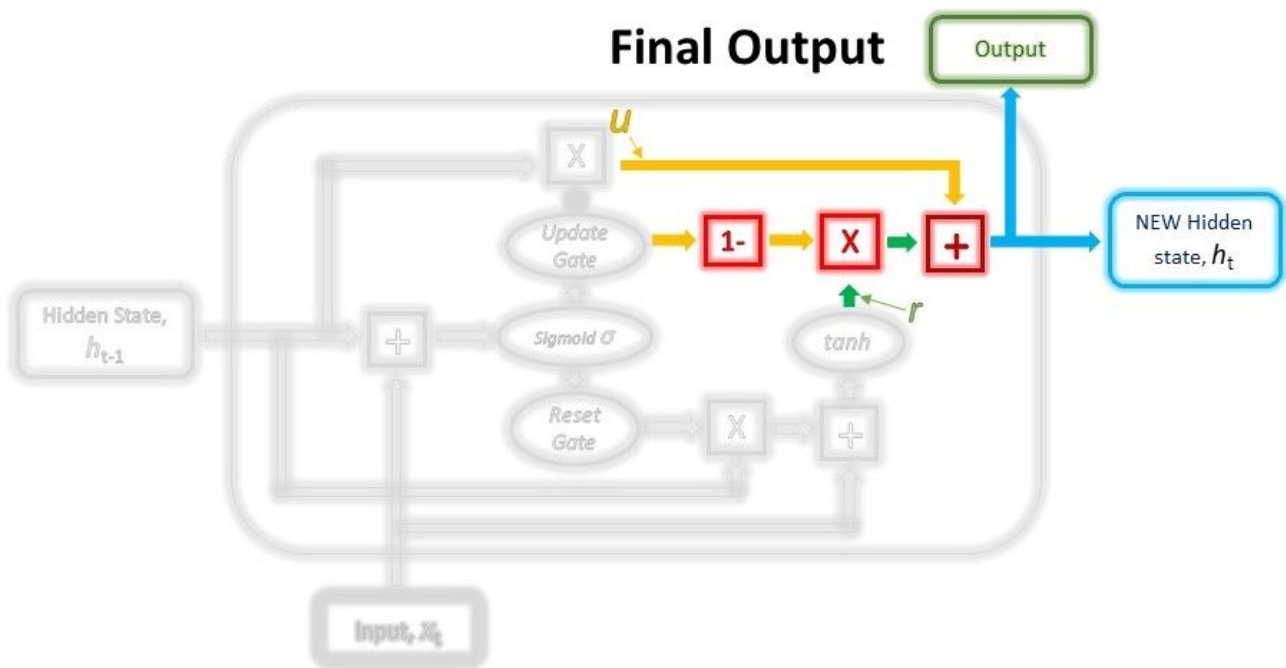 Final Output
Output
u
X
Update
Gate
1-
X
+
NEW Hidden
state, hₜ
Hidden State,
hₜ₋₁
+
Sigmoid σ
r
tanh
Reset
Gate
X
+
Input, Xₜ